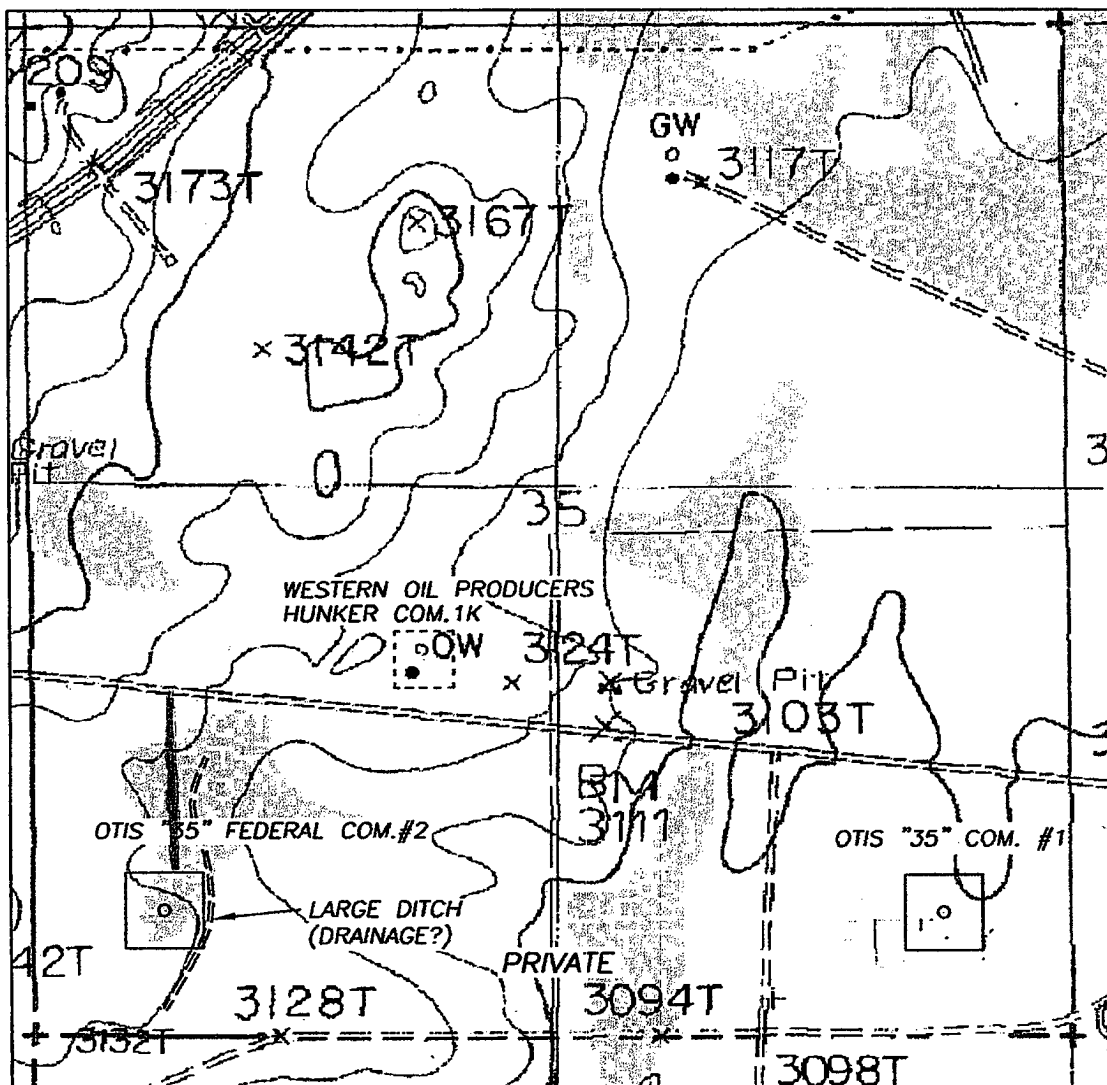 20
GW
3117T
3173T
3167T
3142T
Gravel
Pit
3
35
WESTERN OIL PRODUCERS
HUNKER COM.1K
OW
3124T
Gravel Pit
3103T
BM
3111
OTIS "35" FEDERAL COM.#2
OTIS "35" COM. #1
LARGE DITCH
(DRAINAGE?)
42T
PRIVATE
3128T
3094T
3132T
3098T